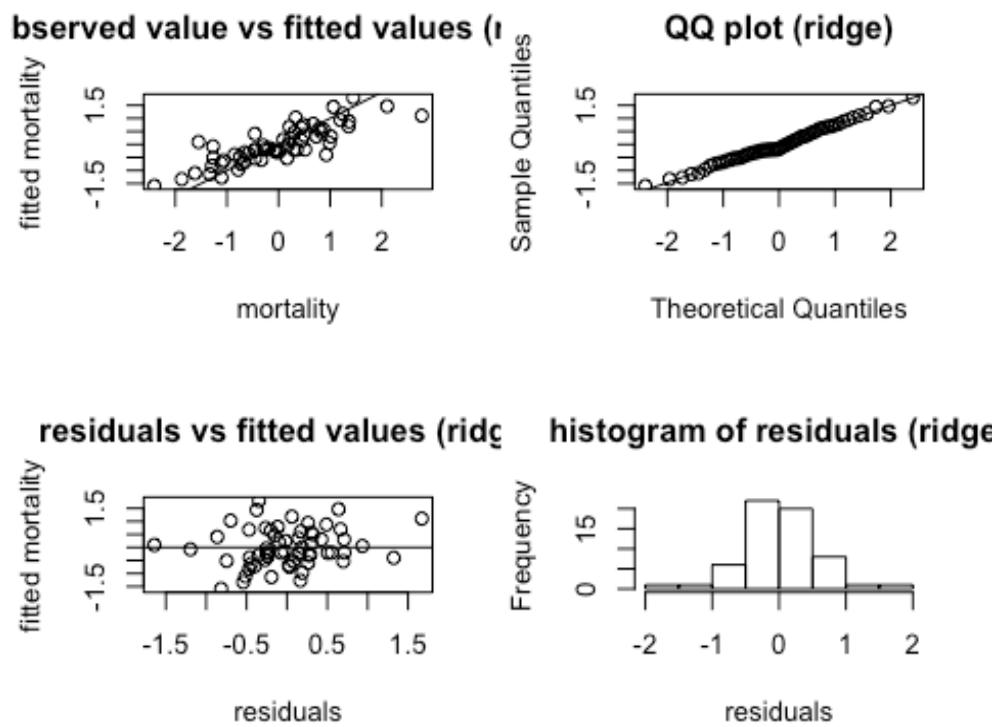 bserved value vs fitted values (r
fitted mortality
1.5
-1.5
-2 -1 0 1 2
mortality
QQ plot (ridge)
Sample Quantiles
1.5
-1.5
-2 -1 0 1 2
Theoretical Quantiles
residuals vs fitted values (ridg
fitted mortality
1.5
-1.5
-1.5 -0.5 0.5 1.5
residuals
histogram of residuals (ridge
Frequency
15
0
-2 -1 0 1 2
residuals